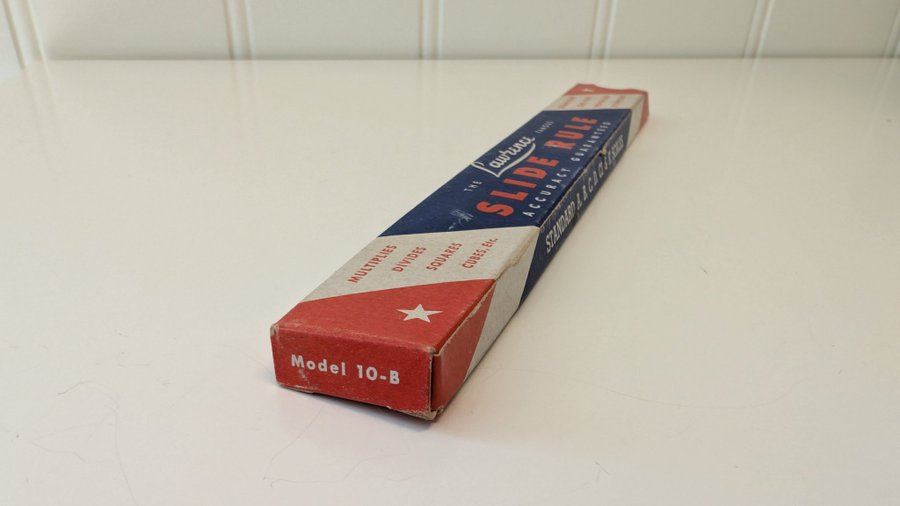 THE Lawrence FAMOUS
SLIDE RULE
ACCURACY GUARANTEED
STANDARD A, B, C, D, CI & K SCALES
MULTIPLIES
DIVIDES
SQUARES
CUBES, Etc.
Model 10-B